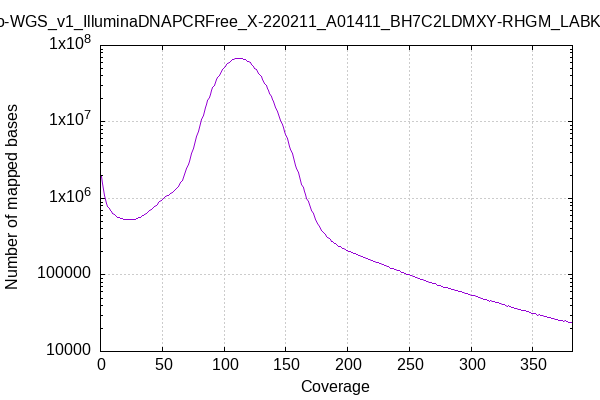 o-WGS_v1_IlluminaDNAPCRFree_X-220211_A01411_BH7C2LDMXY-RHGM_LABK
1x10^8
1x10^7
1x10^6
100000
10000
Number of mapped bases
0 50 100 150 200 250 300 350
Coverage